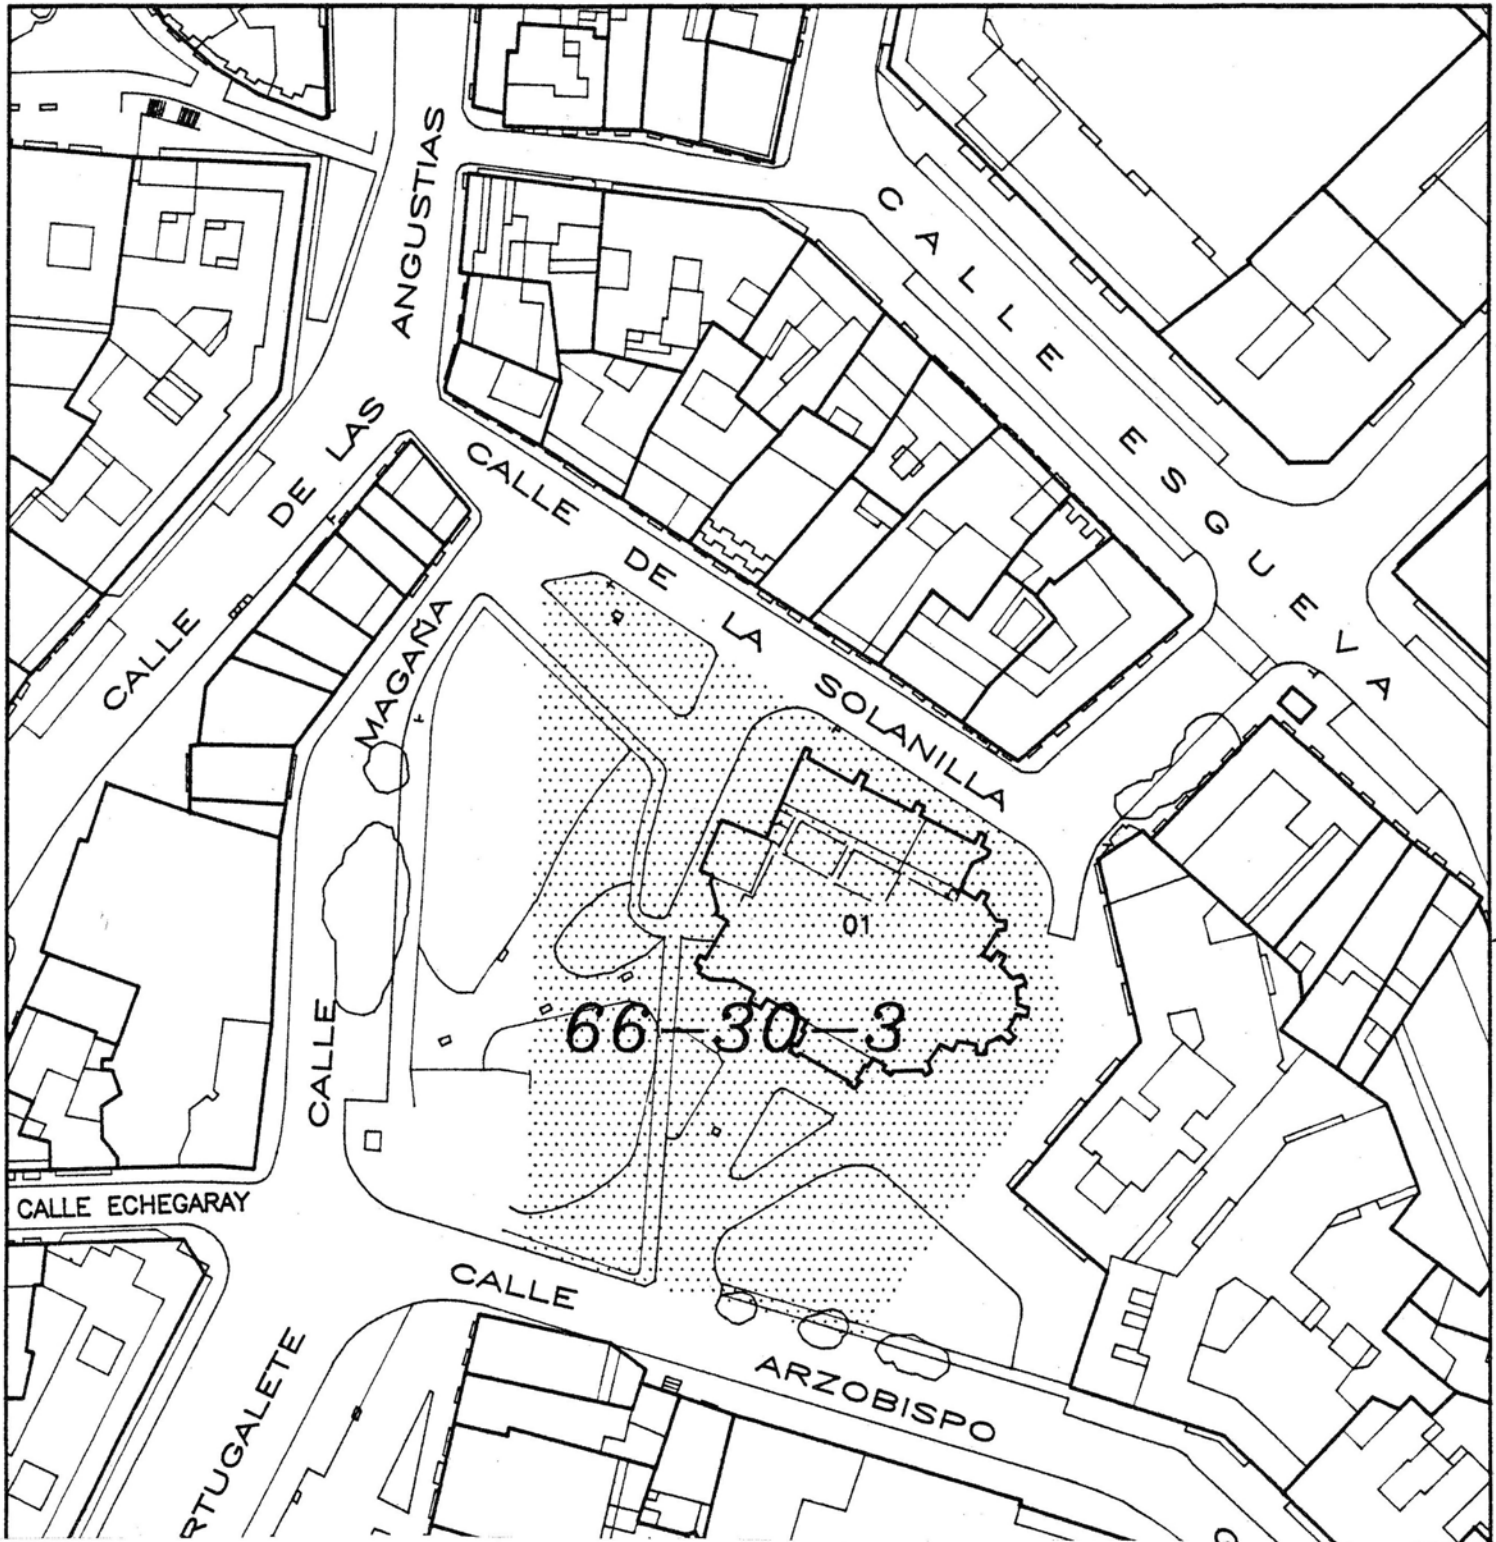 CALLE DE LAS ANGUSTIAS
CALLE ESGUEVA
CALLE DE LA SOLANILLA
CALLE MAGAÑA
01
66-30-3
CALLE ECHEGARAY
CALLE ARZOBISPO
RTUGALETE